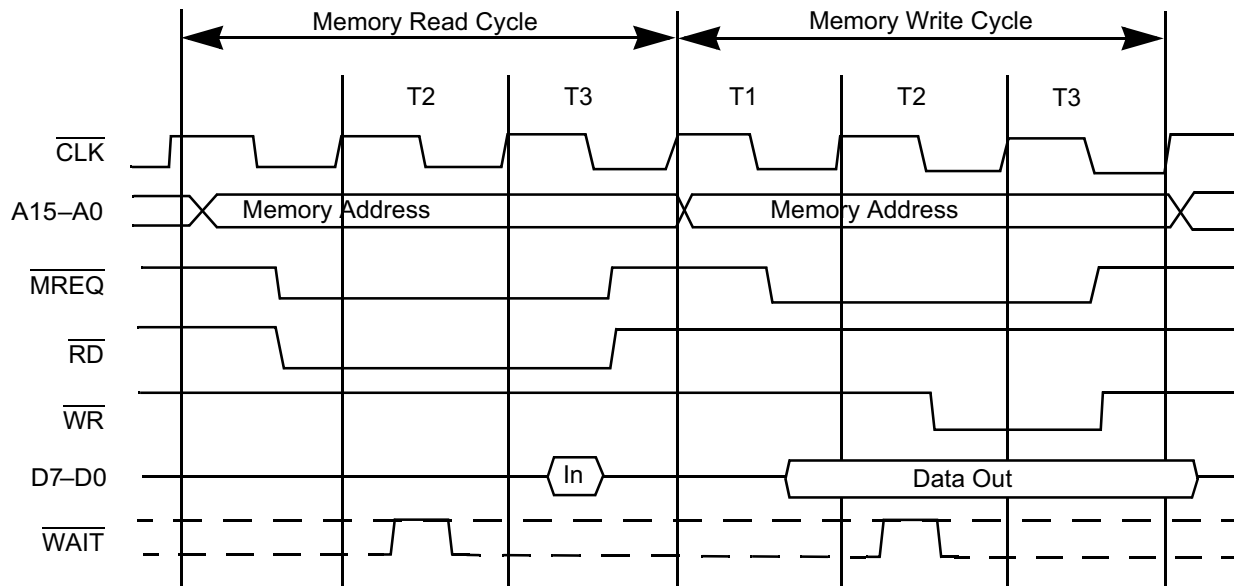 Memory Read Cycle Memory Write Cycle
T2 T3 T1 T2 T3
CLK
A15–A0 Memory Address Memory Address
MREQ
RD
WR
D7–D0 In Data Out
WAIT